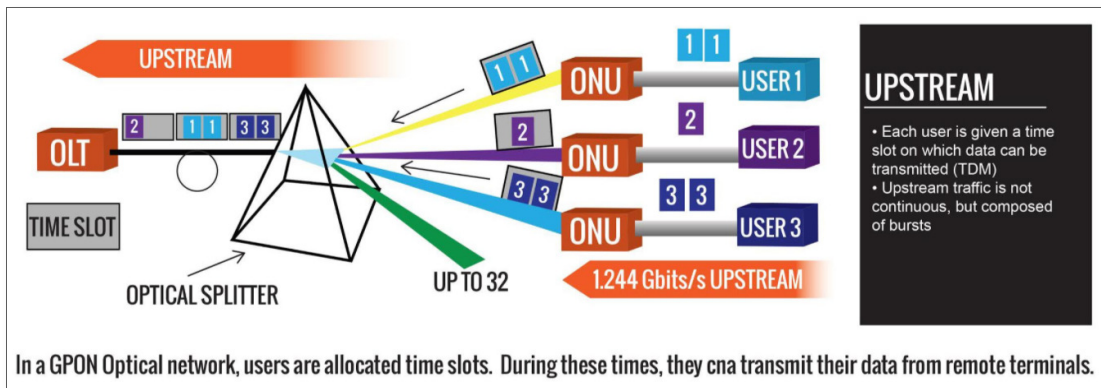 UPSTREAM
1 1
ONU
USER 1
1 1
2
ONU
USER 2
2
3 3
ONU
USER 3
3 3
OLT
2
1 1
3 3
TIME SLOT
OPTICAL SPLITTER
UP TO 32
1.244 Gbits/s UPSTREAM
UPSTREAM
• Each user is given a time
slot on which data can be
transmitted (TDM)
• Upstream traffic is not
continuous, but composed
of bursts
In a GPON Optical network, users are allocated time slots. During these times, they cna transmit their data from remote terminals.